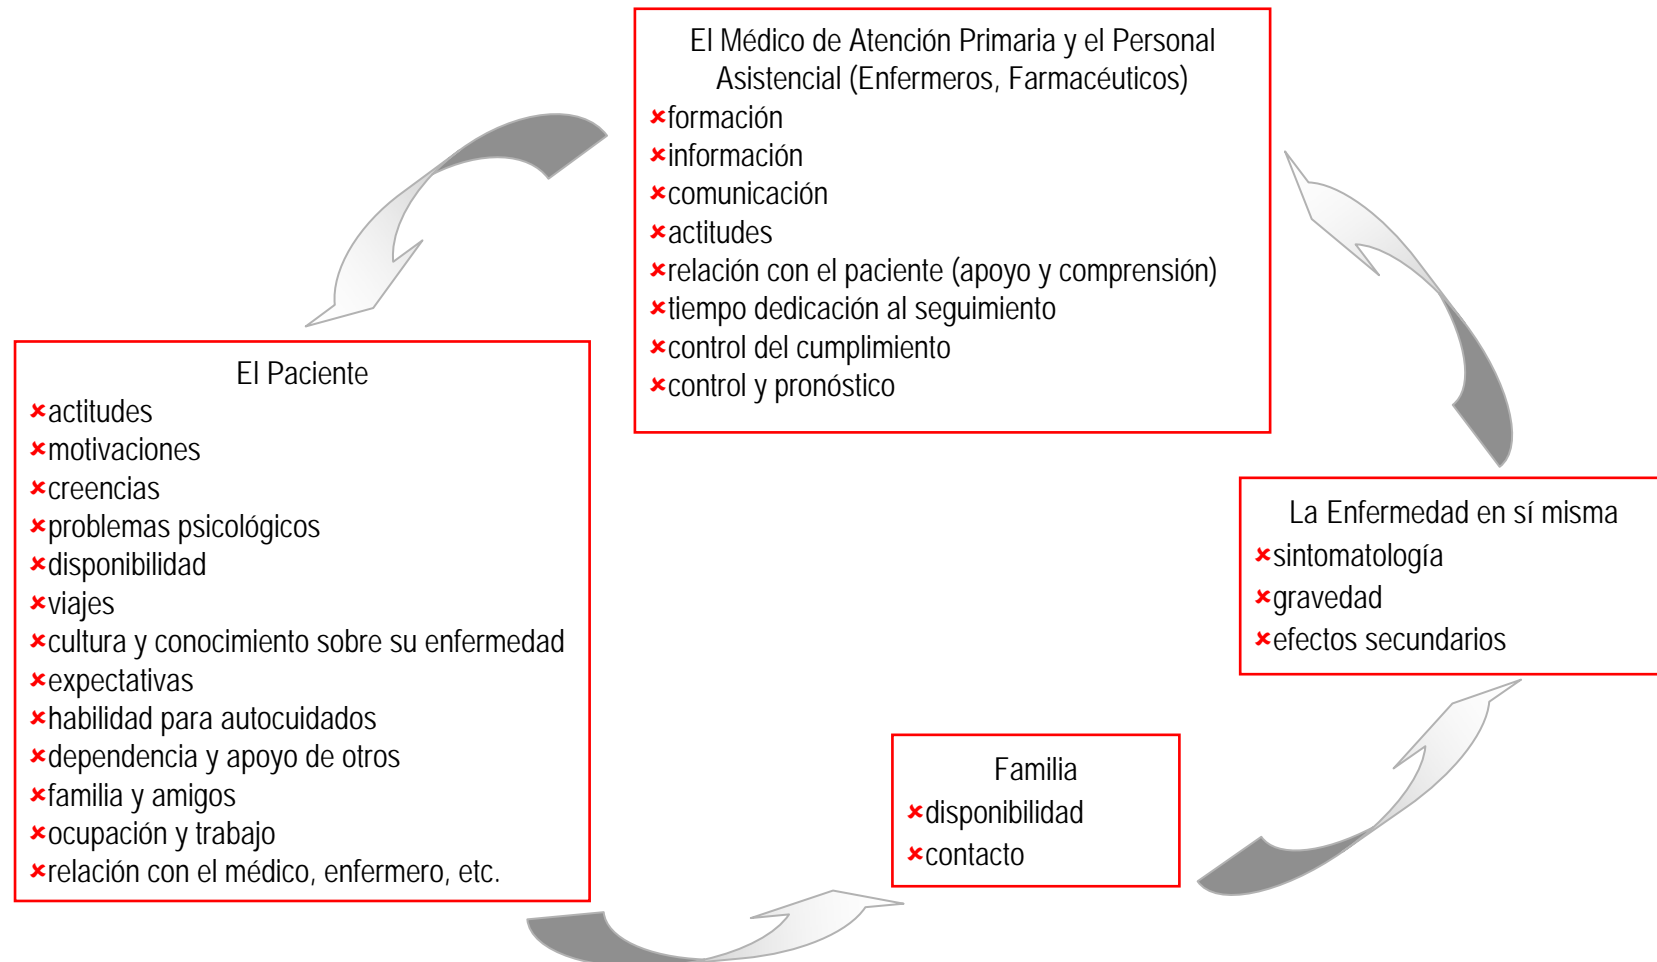 El Médico de Atención Primaria y el Personal
Asistencial (Enfermeros, Farmacéuticos)
×formación
×información
×comunicación
×actitudes
×relación con el paciente (apoyo y comprensión)
×tiempo dedicación al seguimiento
×control del cumplimiento
×control y pronóstico
El Paciente
×actitudes
×motivaciones
×creencias
×problemas psicológicos
×disponibilidad
×viajes
×cultura y conocimiento sobre su enfermedad
×expectativas
×habilidad para autocuidados
×dependencia y apoyo de otros
×familia y amigos
×ocupación y trabajo
×relación con el médico, enfermero, etc.
La Enfermedad en sí misma
×sintomatología
×gravedad
×efectos secundarios
Familia
×disponibilidad
×contacto